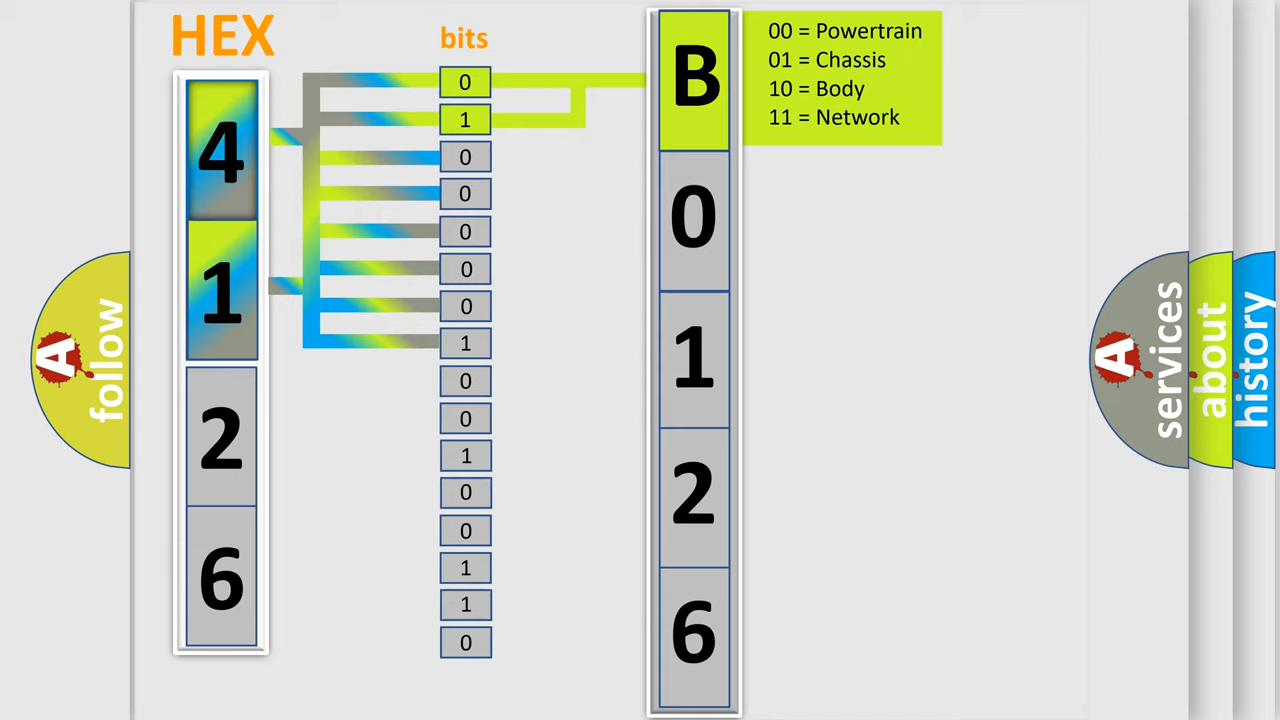 HEX
bits
4
1
2
6
0
1
0
0
0
0
0
1
0
0
1
0
0
1
1
0
B
0
1
2
6
00 = Powertrain
01 = Chassis
10 = Body
11 = Network
A
follow
A
services
about
history